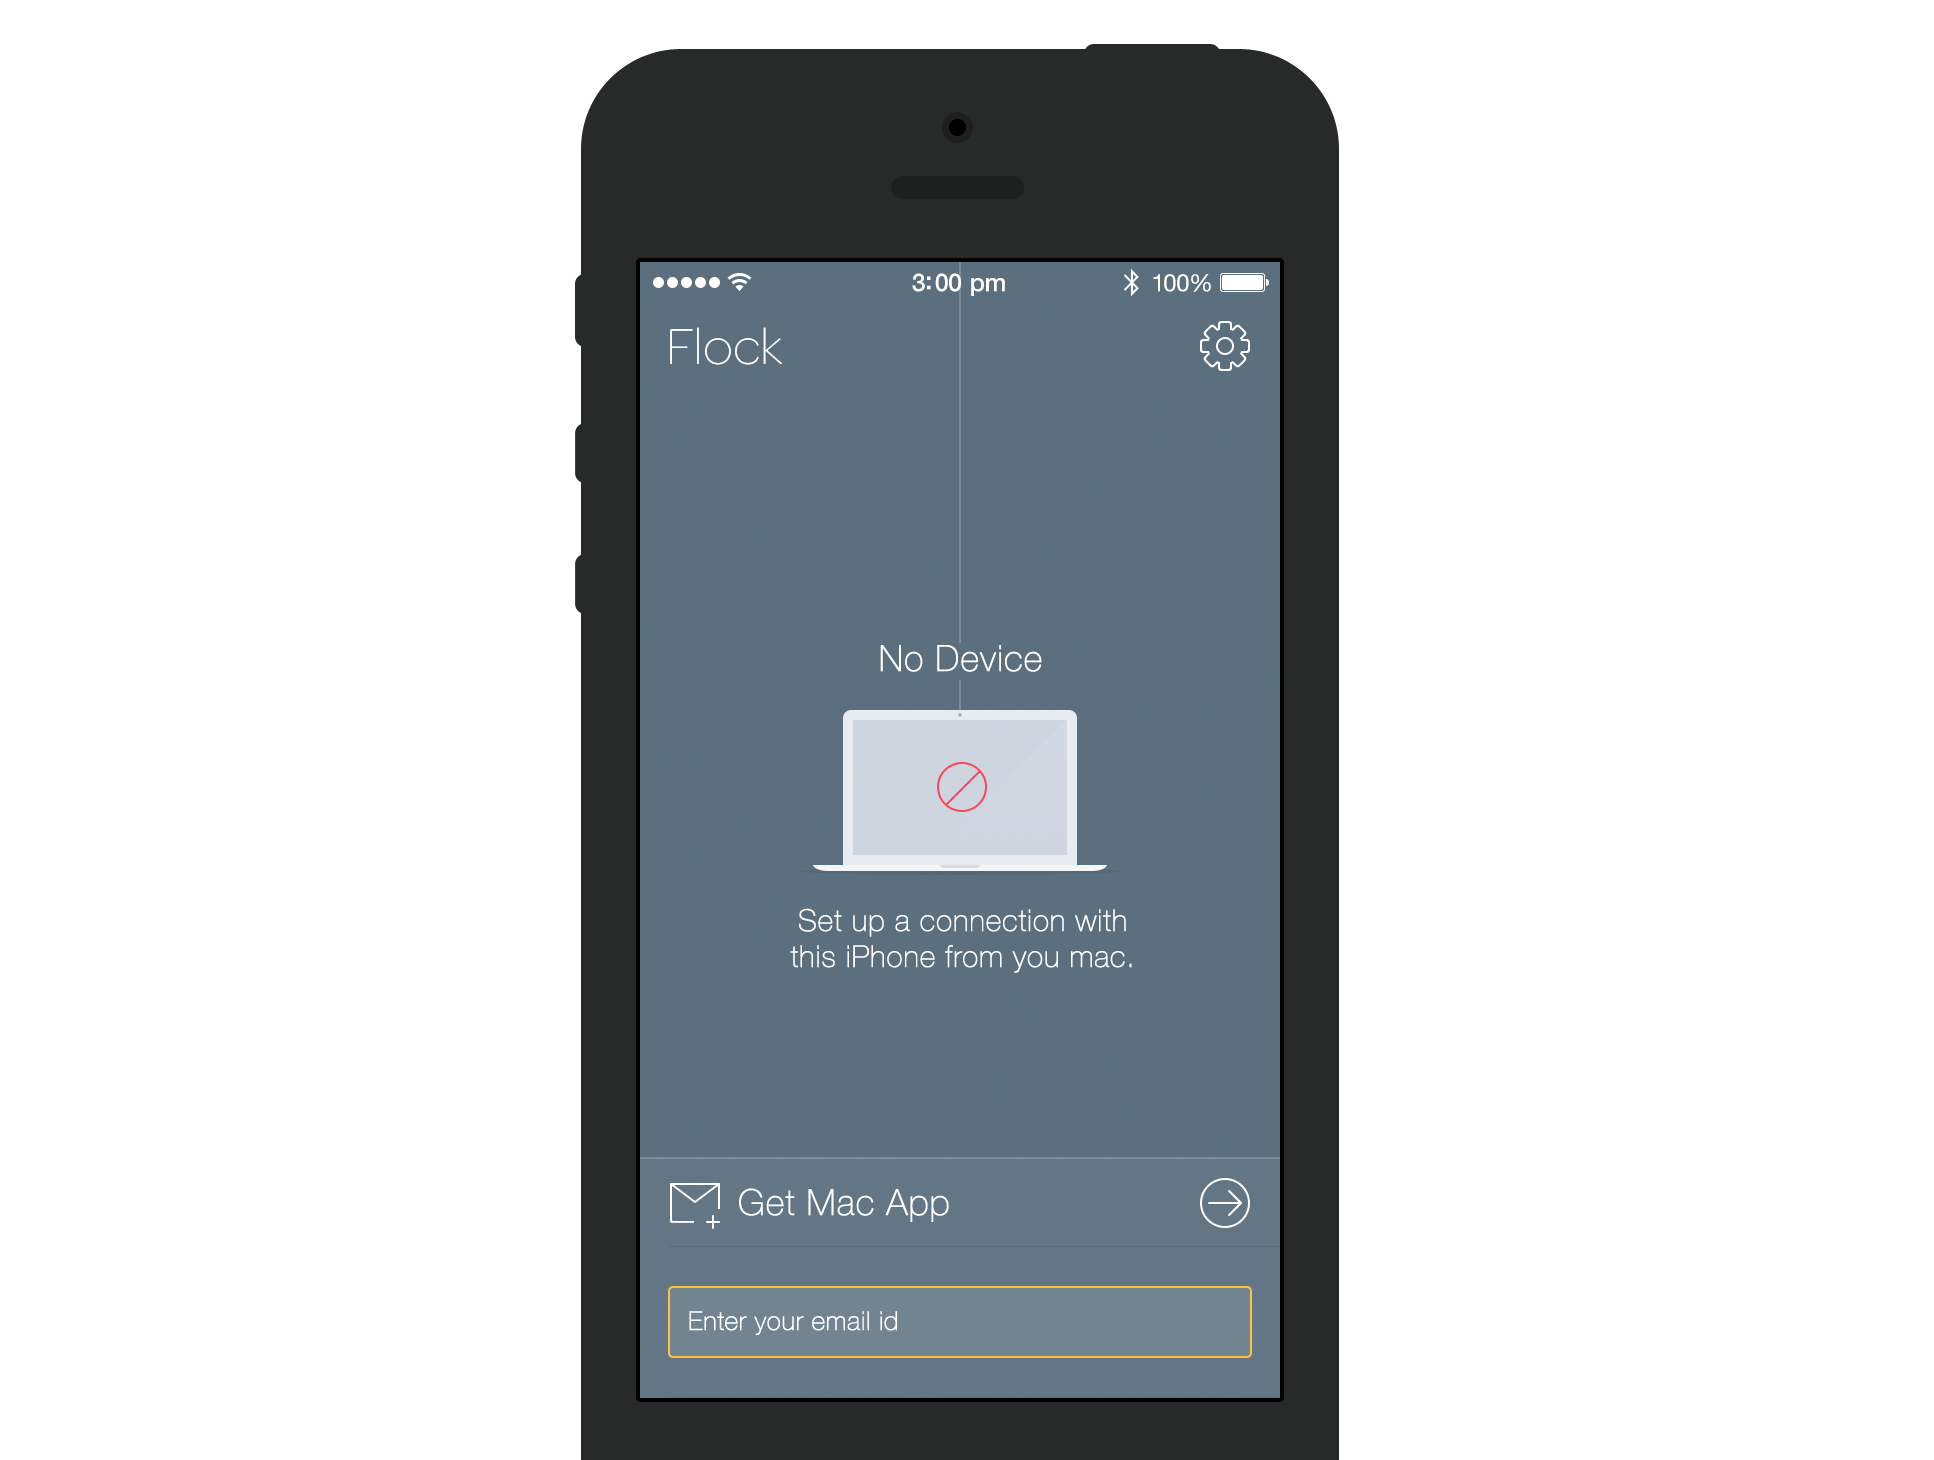 3:00 pm
100%
Flock
No Device
Set up a connection with
this iPhone from you mac.
Get Mac App
Enter your email id